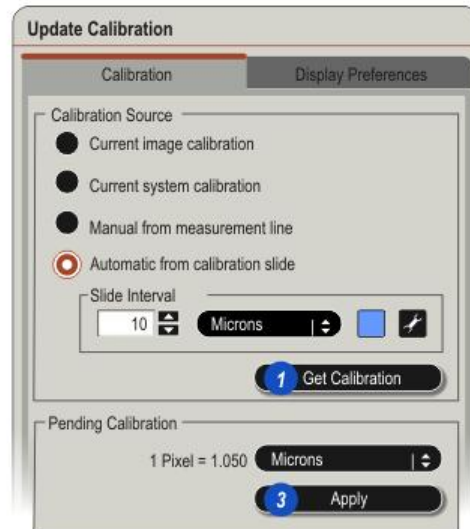 Update Calibration
Calibration Display Preferences
Calibration Source
Current image calibration
Current system calibration
Manual from measurement line
Automatic from calibration slide
Slide Interval
10 Microns
1 Get Calibration
Pending Calibration
1 Pixel = 1.050 Microns
3 Apply